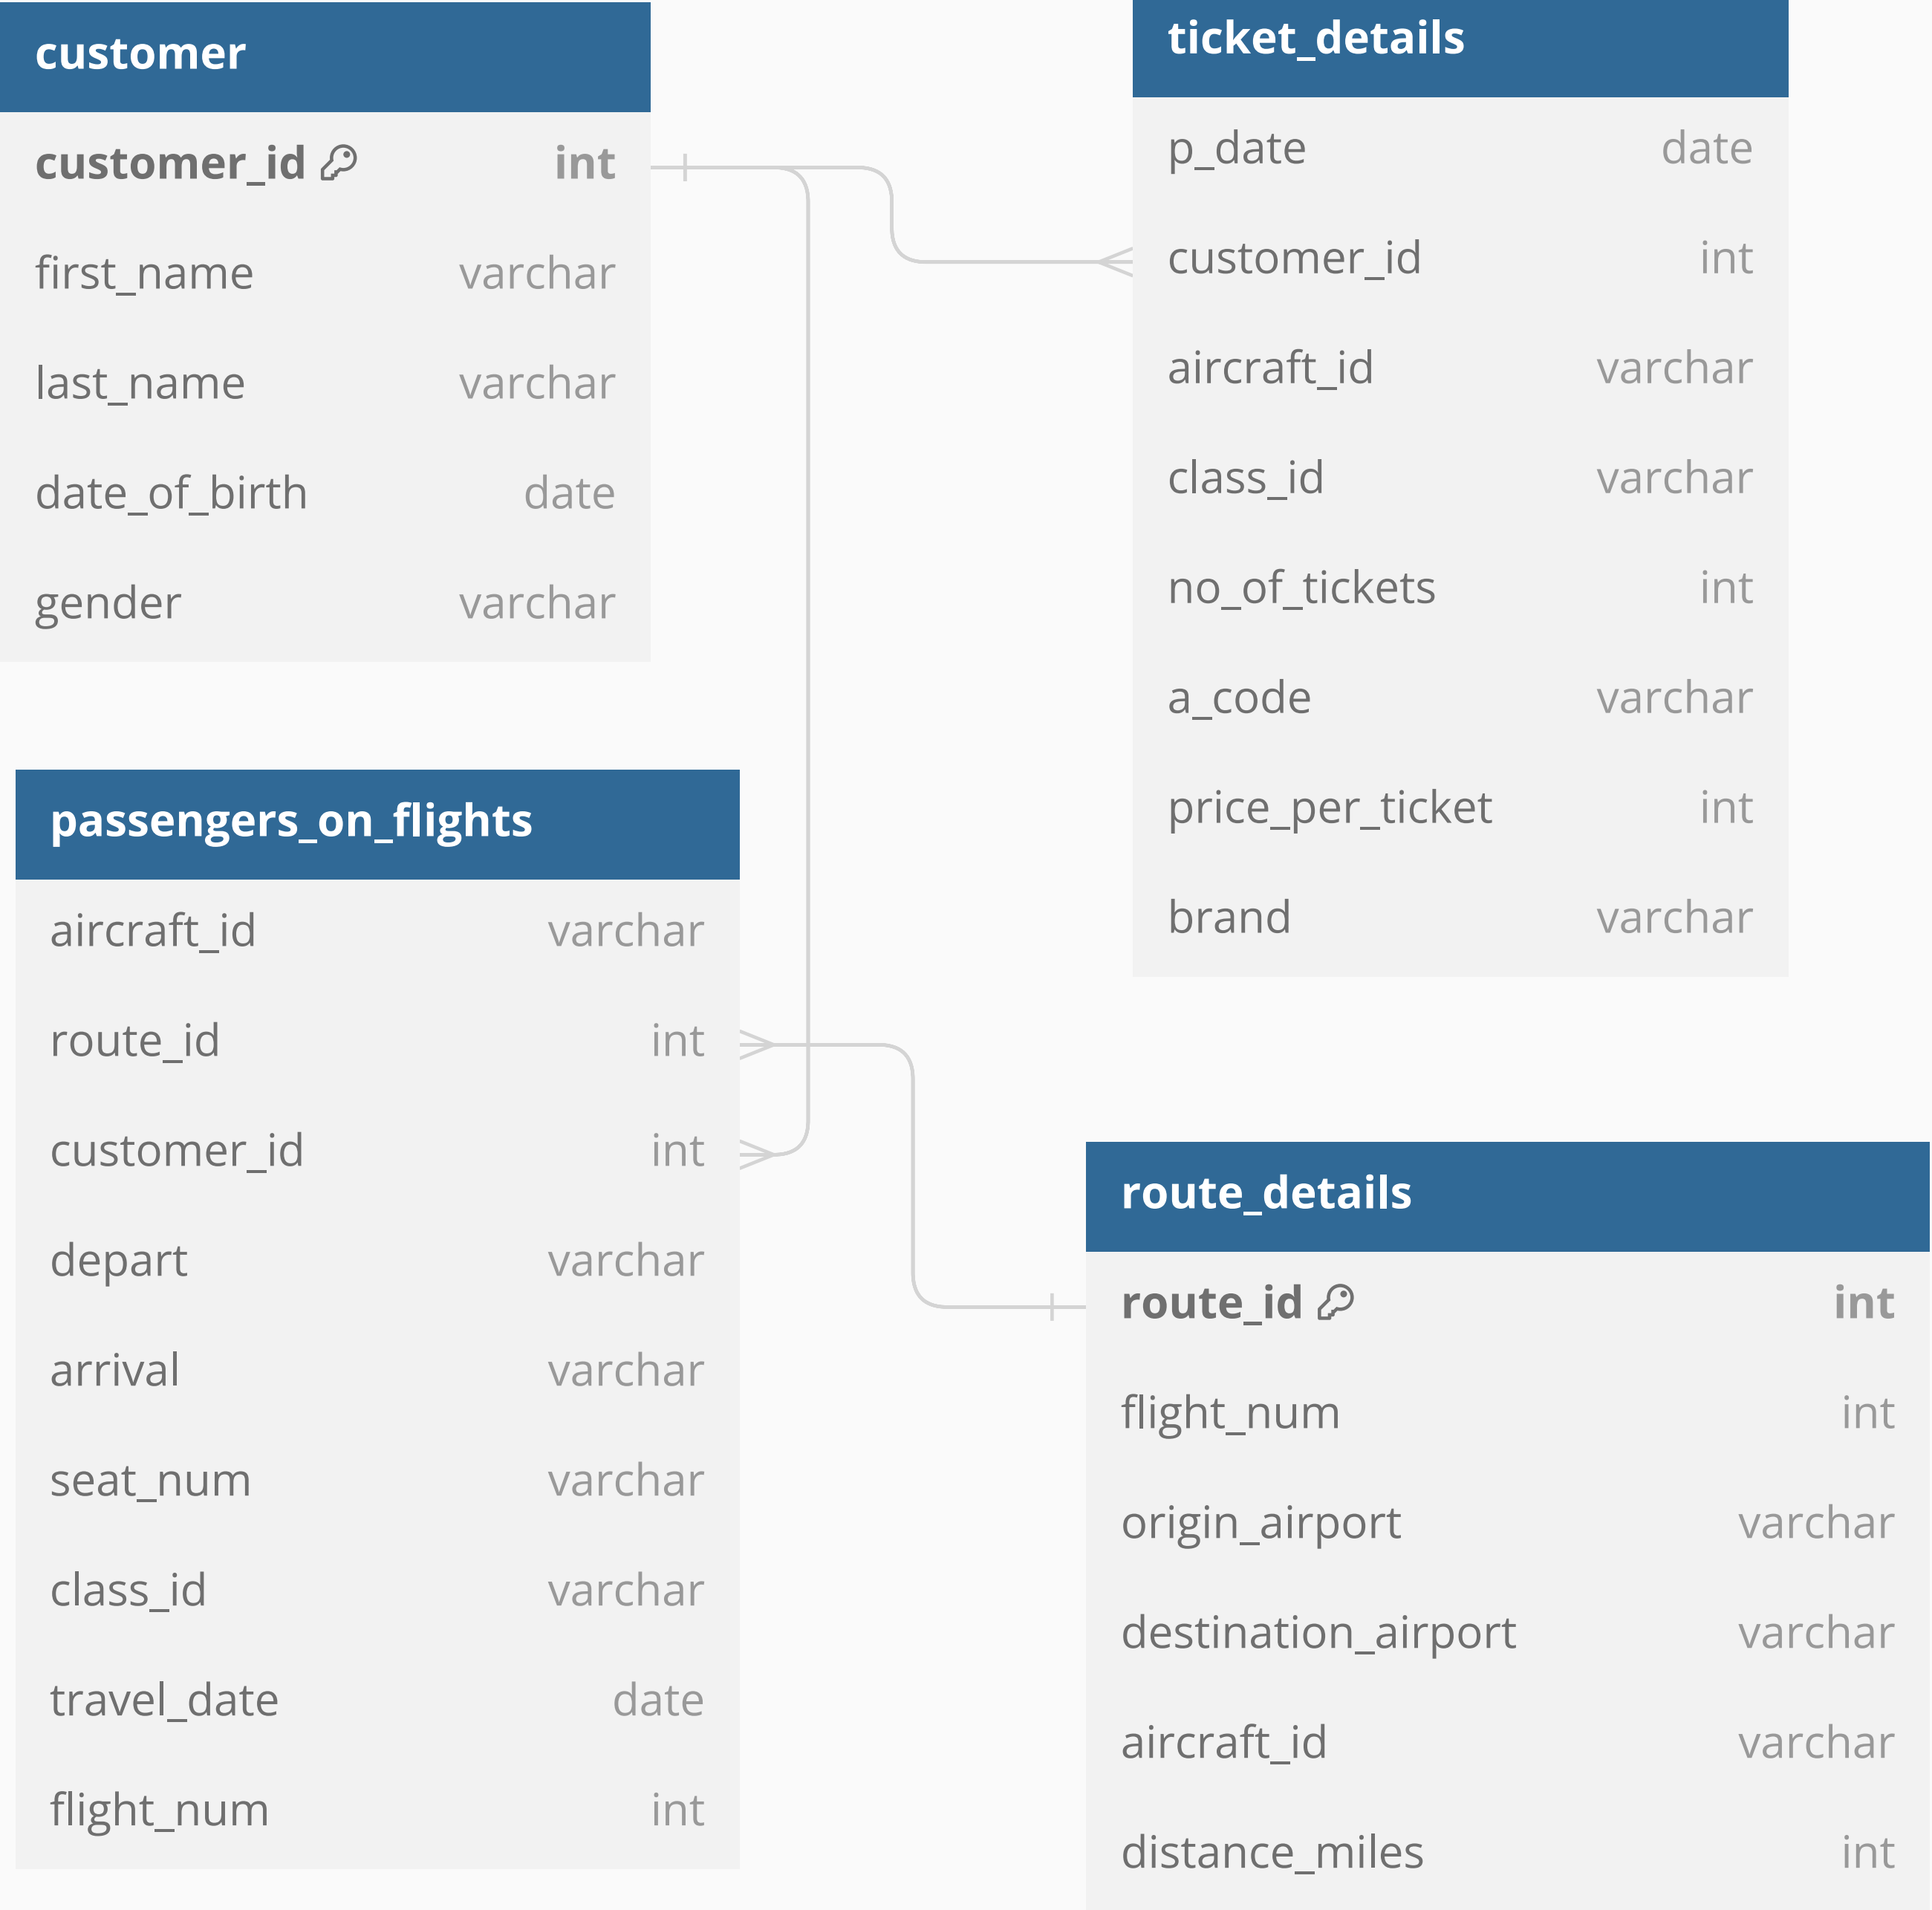 customer
customer_id int
first_name varchar
last_name varchar
date_of_birth date
gender varchar
ticket_details
p_date date
customer_id int
aircraft_id varchar
class_id varchar
no_of_tickets int
a_code varchar
price_per_ticket int
brand varchar
passengers_on_flights
aircraft_id varchar
route_id int
customer_id int
depart varchar
arrival varchar
seat_num varchar
class_id varchar
travel_date date
flight_num int
route_details
route_id int
flight_num int
origin_airport varchar
destination_airport varchar
aircraft_id varchar
distance_miles int